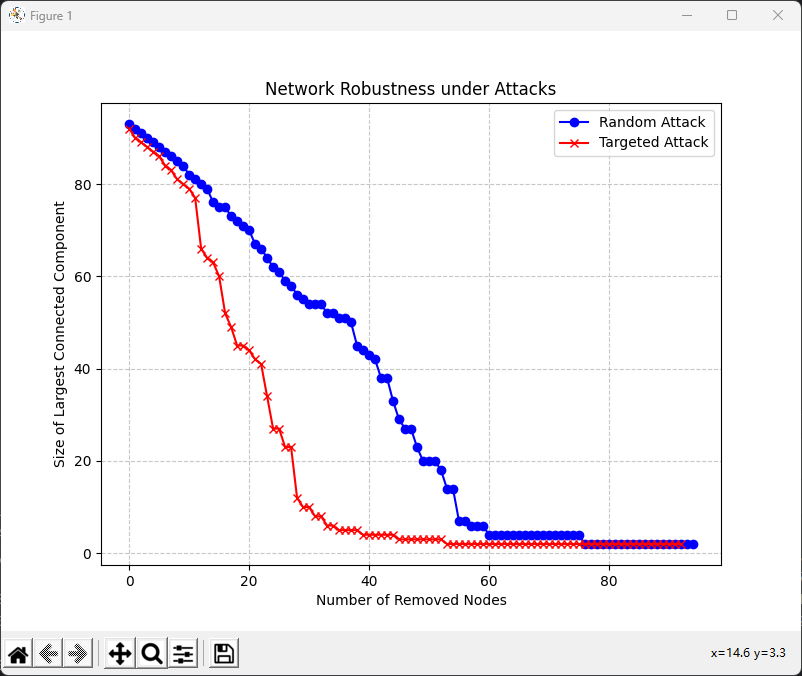 Figure 1
Network Robustness under Attacks
Random Attack
Targeted Attack
80
60
40
20
0
Size of Largest Connected Component
0 20 40 60 80
Number of Removed Nodes
x=14.6 y=3.3